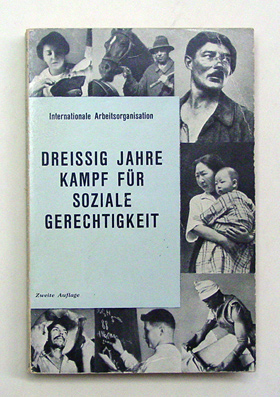 Internationale Arbeitsorganisation
DREISSIG JAHRE
KAMPF FÜR
SOZIALE
GERECHTIGKEIT
Zweite Auflage